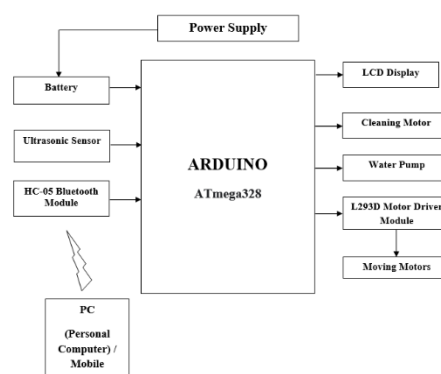 Power Supply
Battery
Ultrasonic Sensor
HC-05 Bluetooth
Module
PC
(Personal
Computer) /
Mobile
ARDUINO
ATmega328
LCD Display
Cleaning Motor
Water Pump
L293D Motor Driver
Module
Moving Motors